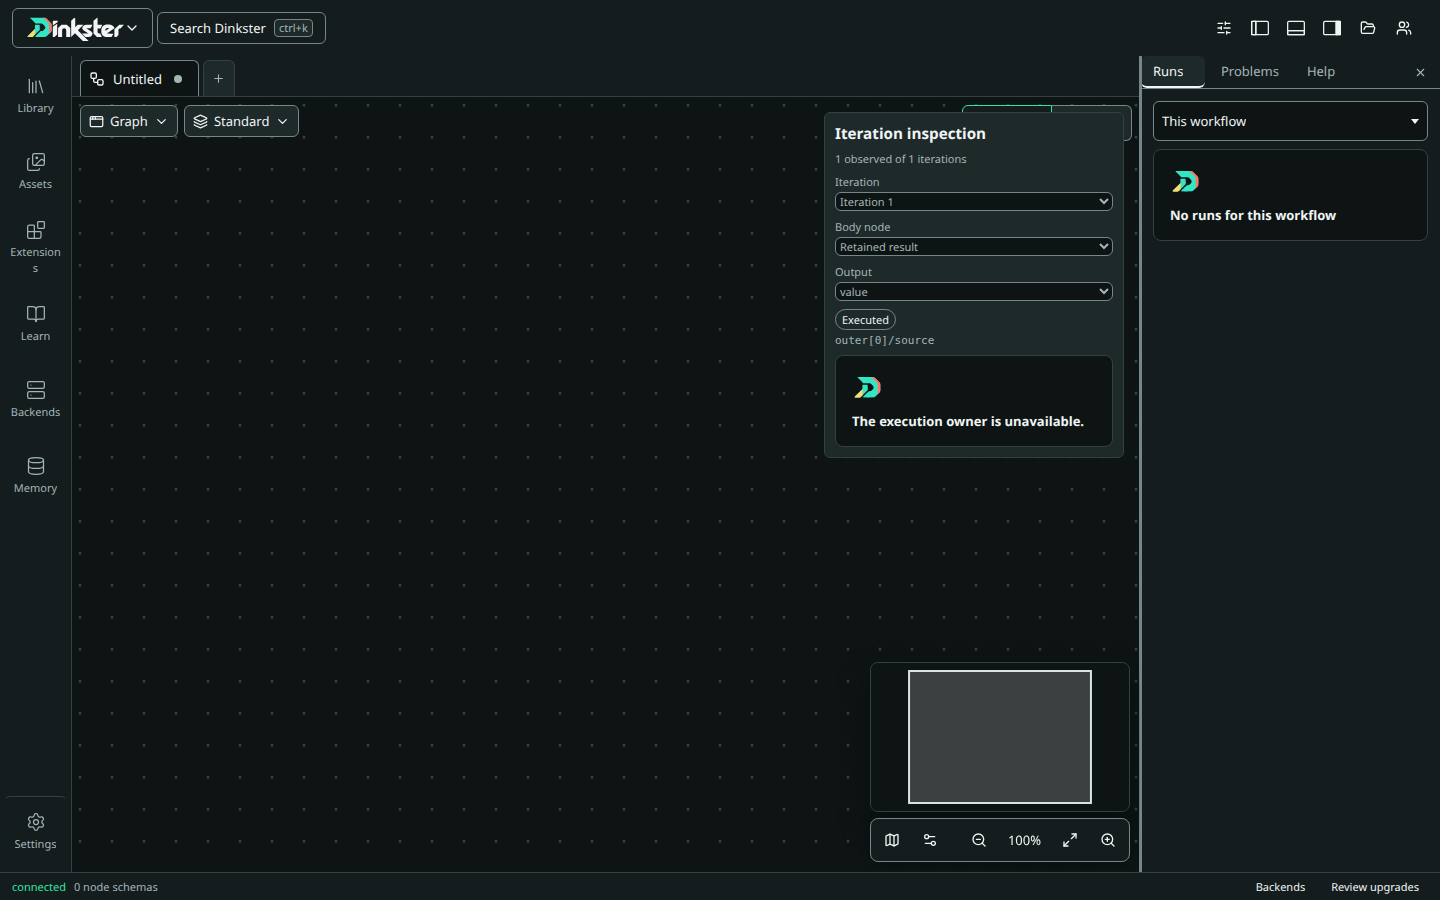 Dinkster
Search Dinkster ctrl+k
Library
Assets
Extension
s
Learn
Backends
Memory
Settings
Untitled
Graph
Standard
Iteration inspection
1 observed of 1 iterations
Iteration
Iteration 1
Body node
Retained result
Output
value
Executed
outer[0]/source
The execution owner is unavailable.
100%
Runs Problems Help
This workflow
No runs for this workflow
connected 0 node schemas
Backends Review upgrades